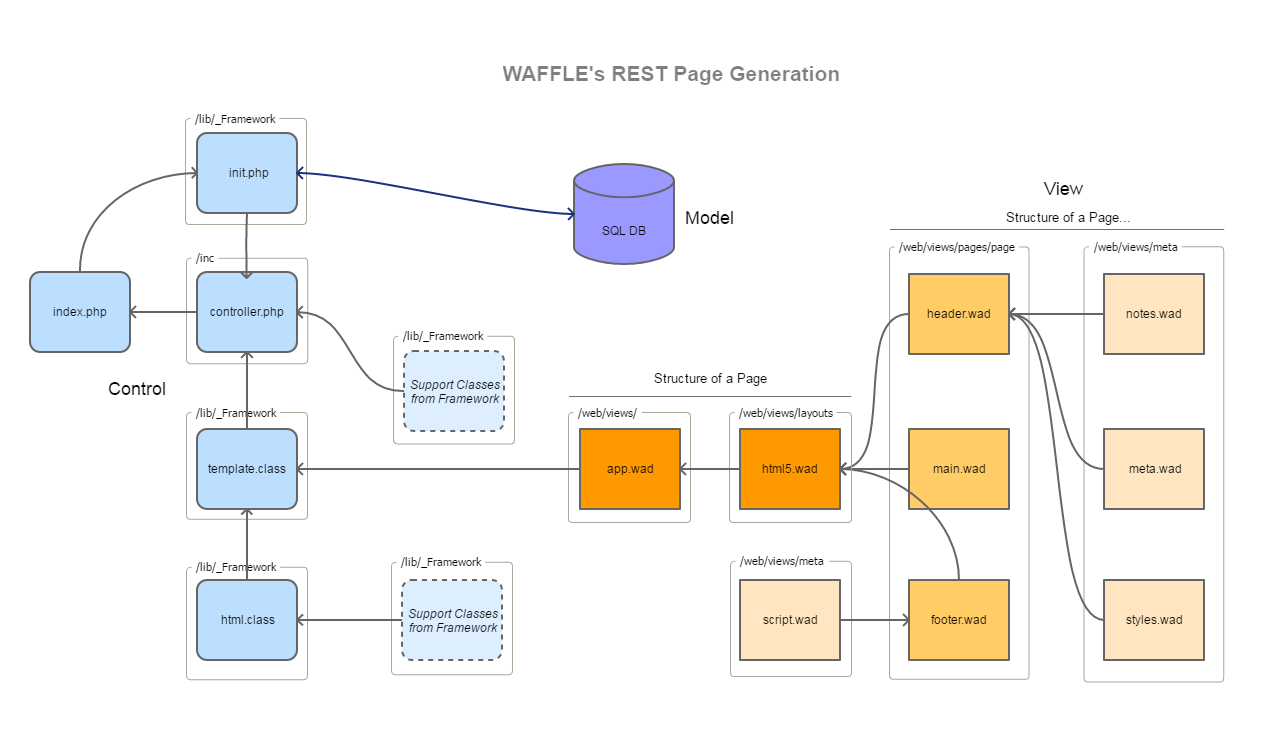 WAFFLE's REST Page Generation
/lib/_Framework
init.php
SQL DB
Model
View
Structure of a Page...
/web/views/pages/page
/web/views/meta
/inc
index.php
controller.php
header.wad
notes.wad
/lib/_Framework
Support Classes
from Framework
Control
Structure of a Page
/lib/_Framework
template.class
/web/views/
app.wad
/web/views/layouts
html5.wad
main.wad
meta.wad
/lib/_Framework
html.class
/lib/_Framework
Support Classes
from Framework
/web/views/meta
script.wad
footer.wad
styles.wad